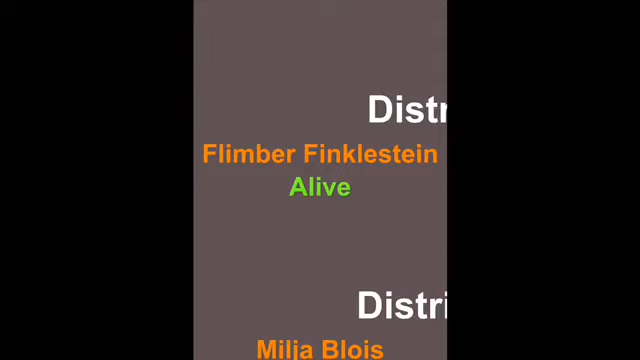 Distr
Flimber Finklestein
Alive
Distri
Milja Blois